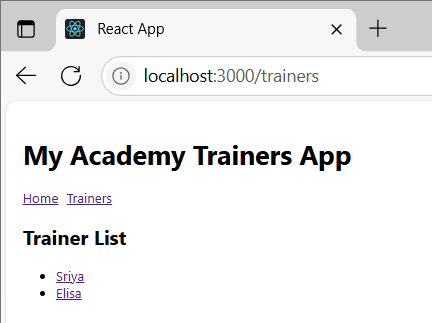 React App
localhost:3000/trainers
My Academy Trainers App
Home Trainers
Trainer List
Sriya
Elisa